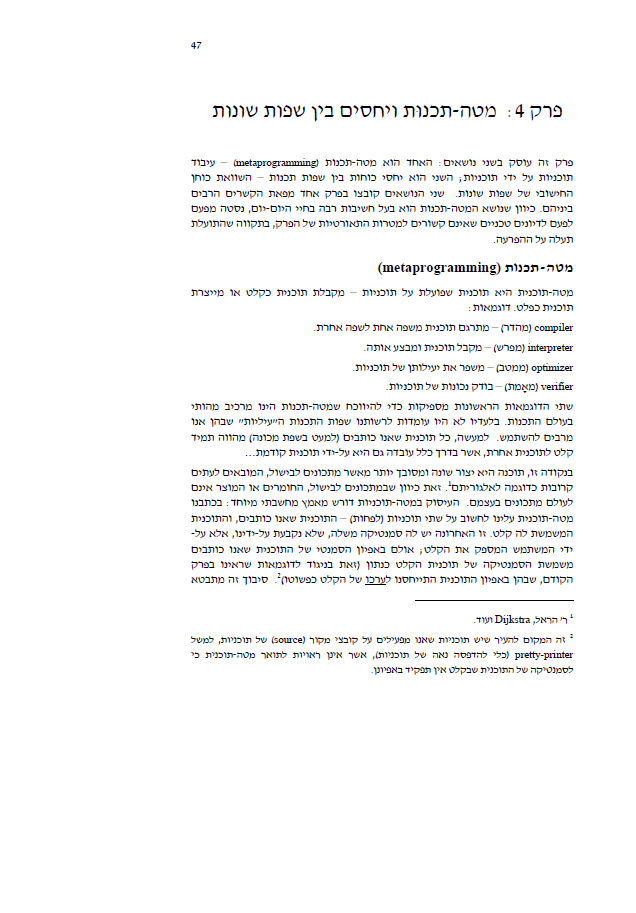 47
פרק 4 : מטה-תכנות ויחסים בין שפות שונות
פרק זה עוסק בשני נושאים: האחד הוא מטה-תכנות (metaprogramming) – עיבוד
תוכניות על ידי תוכניות; השני הוא יחסי כוחות בין שפות תכנות – השוואת כוחן
החישובי של שפות שונות. שני הנושאים קובצו בפרק אחד מפאת הקשרים הרבים
ביניהם. כיוון שנושא המטה-תכנות הוא בעל חשיבות רבה בחיי היום-יום, נסטה מפעם
לפעם לדיונים טכניים שאינם קשורים למטרות התאורטיות של הפרק, בתקווה שהתועלת
תעלה על ההפרעה.
מטה-תכנות (metaprogramming)
מטה-תוכנית היא תוכנית שפועלת על תוכניות – מקבלת תוכנית כקלט או מייצרת
תוכנית כפלט. דוגמאות:
compiler (מהדר) – מתרגם תוכנית משפה אחת לשפה אחרת.
interpreter (מפרש) – מקבל תוכנית ומבצע אותה.
optimizer (ממטב) – משפר את יעילותן של תוכניות.
verifier (מאָמֵת) – בודק נכונות של תוכניות.
שתי הדוגמאות הראשונות מספיקות כדי להיווכח שמטה-תכנות הינו מרכיב מהותי
בעולם התכנות. בלעדיו לא היו עומדות לרשותנו שפות התכנות ה״עיליות״ שבהן אנו
מרבים להשתמש. למעשה, כל תוכנית שאנו כותבים (למעט בשפת מכונה) מהווה תמיד
קלט לתוכנית אחרת, אשר בדרך כלל עובדה גם היא על-ידי תוכנית קודמת...
בנקודה זו, תוכנה היא יצור שונה ומסובך יותר מאשר מתכונים לבישול, המובאים לעתים
קרובות כדוגמה לאלגוריתם¹. זאת כיוון שבמתכונים לבישול, החומרים או המוצר אינם
לעולם מתכונים בעצמם. העיסוק במטה-תוכניות דורש מאמץ מחשבתי מיוחד: בכתבנו
מטה-תוכנית עלינו לחשוב על שתי תוכניות (לפחות) – התוכנית שאנו כותבים, והתוכנית
המשמשת לה קלט. זו האחרונה יש לה סמנטיקה משלה, שלא נקבעת על-ידינו, אלא על-
ידי המשתמש המספק את הקלט; אולם באפיון הסמנטי של התוכנית שאנו כותבים
משמשת הסמנטיקה של תוכנית הקלט כנתון (זאת בניגוד לדוגמאות שראינו בפרק
הקודם, שבהן באפיון התוכנית התייחסנו לערכו של הקלט כפשוטו)². סיבוך זה מתבטא
¹ ר׳ הראל, Dijkstra ועוד.
² זה המקום להעיר שיש תוכניות שאנו מפעילים על קובצי מקור (source) של תוכניות, למשל
pretty-printer (כלי להדפסה נאה של תוכניות), אשר אינן ראויות לתואר מטה-תוכנית כי
לסמנטיקה של התוכנית שבקלט אין תפקיד באפיונן.